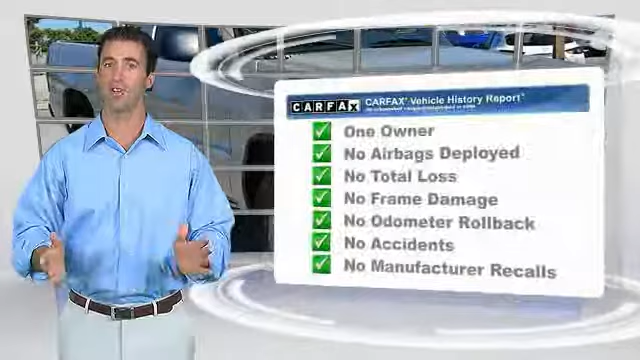 CARFAX CARFAX Vehicle History Report™
One Owner
No Airbags Deployed
No Total Loss
No Frame Damage
No Odometer Rollback
No Accidents
No Manufacturer Recalls